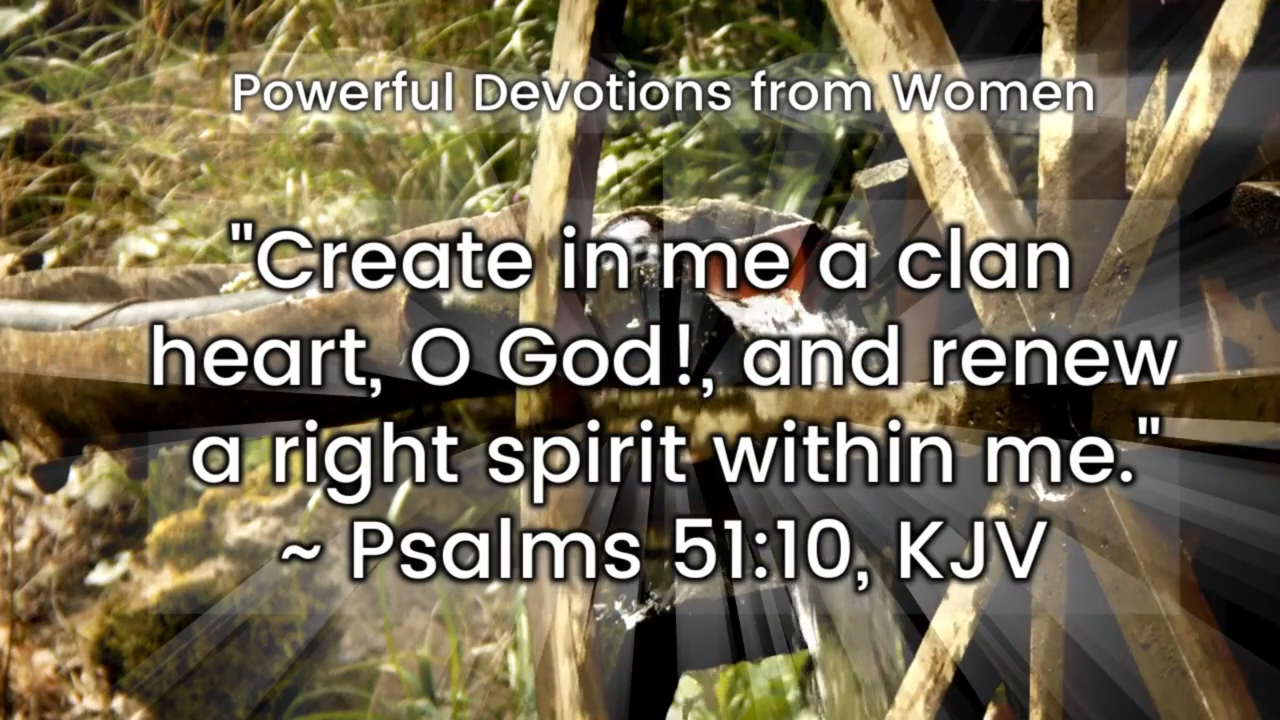 Powerful Devotions from Women
"Create in me a clan
heart, O God!, and renew
a right spirit within me."
~ Psalms 51:10, KJV